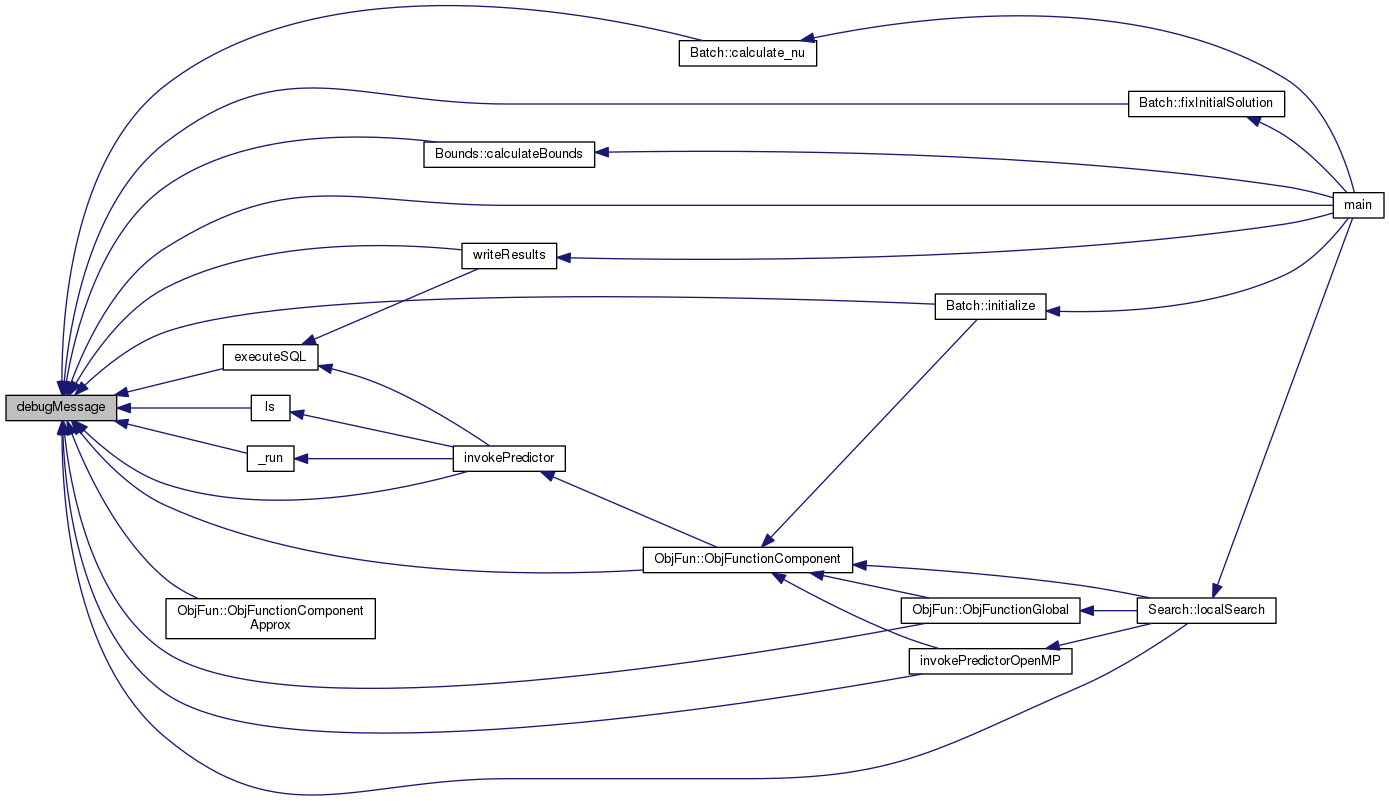 Batch::calculate_nu
Batch::fixInitialSolution
Bounds::calculateBounds
main
writeResults
Batch::initialize
executeSQL
debugMessage
ls
_run
invokePredictor
ObjFun::ObjFunctionComponent
ObjFun::ObjFunctionComponent
Approx
ObjFun::ObjFunctionGlobal
Search::localSearch
invokePredictorOpenMP